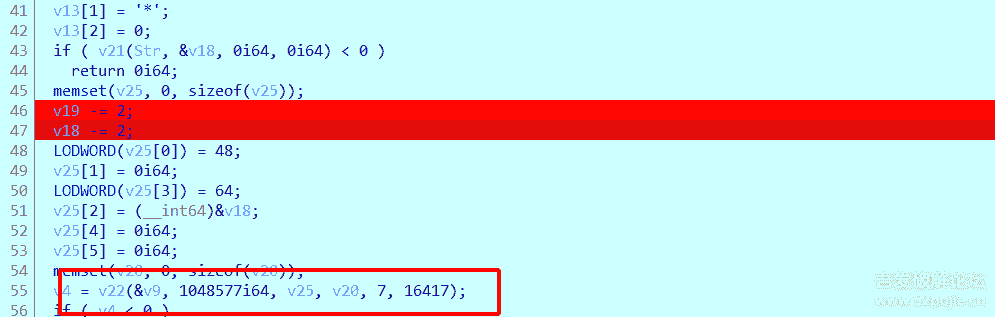 41 v13[1] = '*';
42 v13[2] = 0;
43 if ( v21(Str, &v18, 0i64, 0i64) < 0 )
44 return 0i64;
45 memset(v25, 0, sizeof(v25));
46 v19 -= 2;
47 v18 -= 2;
48 LODWORD(v25[0]) = 48;
49 v25[1] = 0i64;
50 LODWORD(v25[3]) = 64;
51 v25[2] = (__int64)&v18;
52 v25[4] = 0i64;
53 v25[5] = 0i64;
54 memset(v20, 0, sizeof(v20));
55 v4 = v22(&v9, 1048577i64, v25, v20, 7, 16417);
56 if ( v4 < 0 )